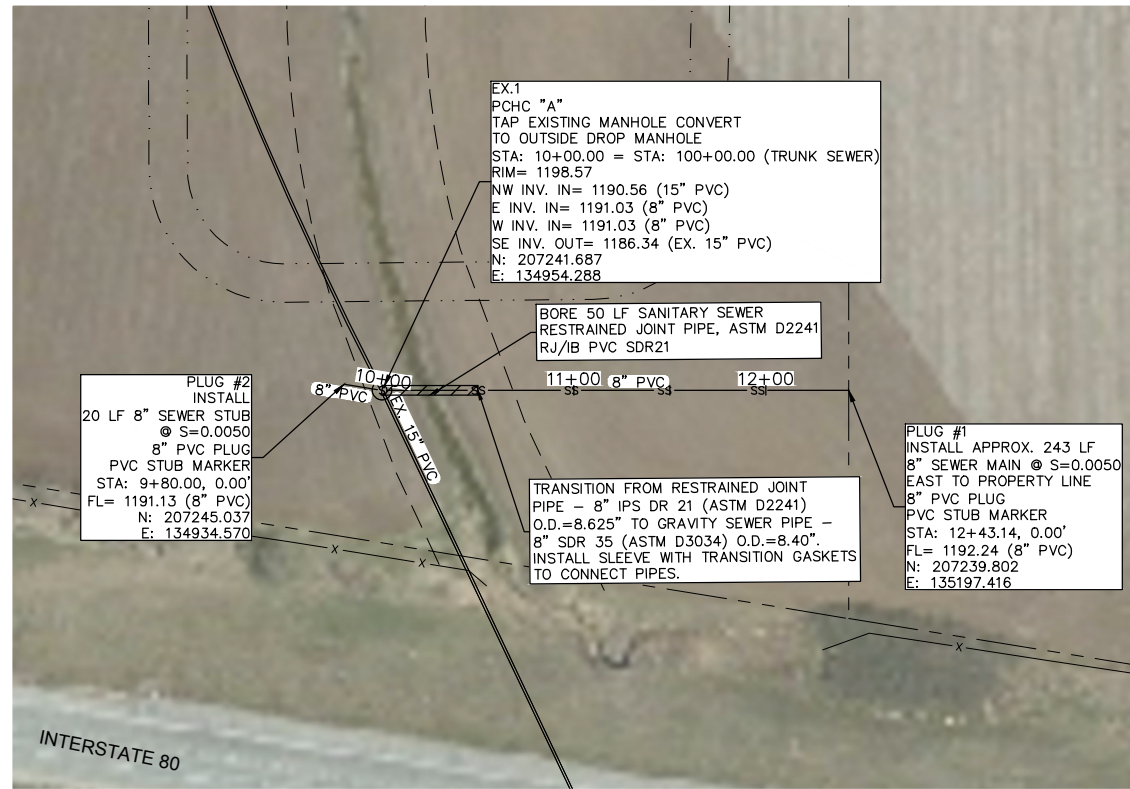 EX.1
PCHC "A"
TAP EXISTING MANHOLE CONVERT
TO OUTSIDE DROP MANHOLE
STA: 10+00.00 = STA: 100+00.00 (TRUNK SEWER)
RIM= 1198.57
NW INV. IN= 1190.56 (15" PVC)
E INV. IN= 1191.03 (8" PVC)
W INV. IN= 1191.03 (8" PVC)
SE INV. OUT= 1186.34 (EX. 15" PVC)
N: 207241.687
E: 134954.288
BORE 50 LF SANITARY SEWER
RESTRAINED JOINT PIPE, ASTM D2241
RJ/IB PVC SDR21
PLUG #2
INSTALL
20 LF 8" SEWER STUB
@ S=0.0050
8" PVC PLUG
PVC STUB MARKER
STA: 9+80.00, 0.00'
FL= 1191.13 (8" PVC)
N: 207245.037
E: 134934.570
8" PVC
10+00
EX. 15" PVC
SS
11+00
SS
8" PVC
SS
12+00
SS
PLUG #1
INSTALL APPROX. 243 LF
8" SEWER MAIN @ S=0.0050
EAST TO PROPERTY LINE
8" PVC PLUG
PVC STUB MARKER
STA: 12+43.14, 0.00'
FL= 1192.24 (8" PVC)
N: 207239.802
E: 135197.416
TRANSITION FROM RESTRAINED JOINT
PIPE – 8" IPS DR 21 (ASTM D2241)
O.D.=8.625" TO GRAVITY SEWER PIPE –
8" SDR 35 (ASTM D3034) O.D.=8.40".
INSTALL SLEEVE WITH TRANSITION GASKETS
TO CONNECT PIPES.
x
x
x
x
INTERSTATE 80